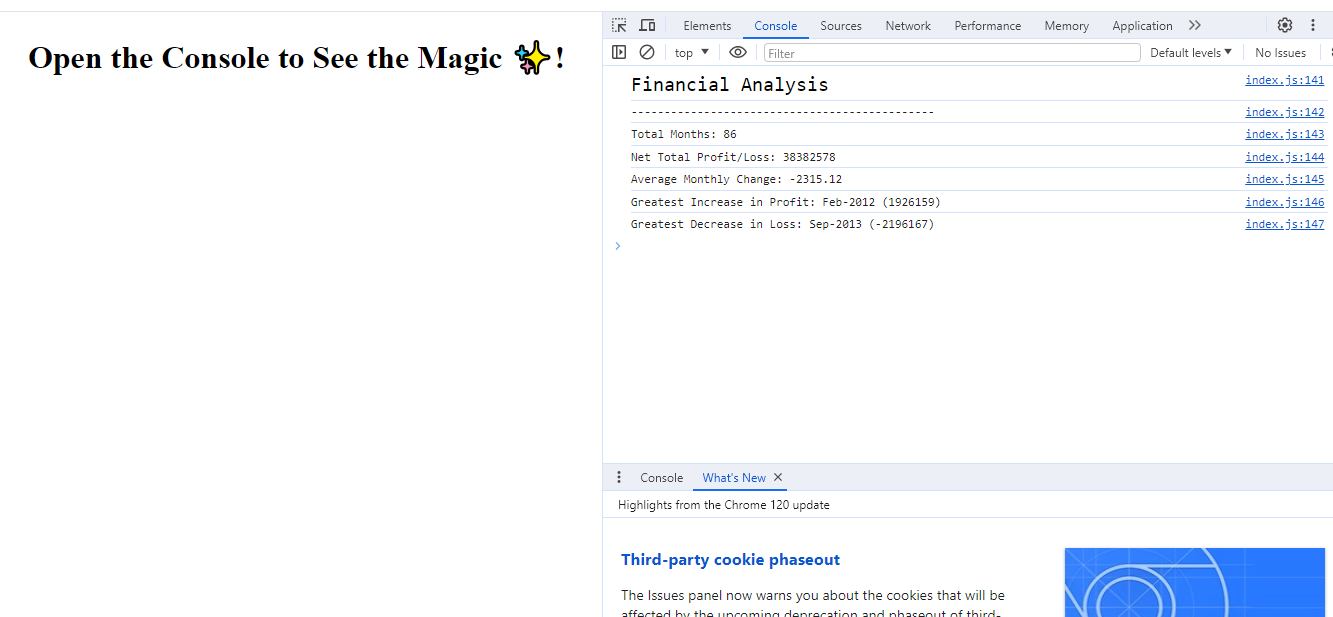 Open the Console to See the Magic ✨!
Elements Console Sources Network Performance Memory Application
top Filter Default levels No Issues
Financial Analysis index.js:141
---------------------------------------------- index.js:142
Total Months: 86 index.js:143
Net Total Profit/Loss: 38382578 index.js:144
Average Monthly Change: -2315.12 index.js:145
Greatest Increase in Profit: Feb-2012 (1926159) index.js:146
Greatest Decrease in Loss: Sep-2013 (-2196167) index.js:147
Console What's New
Highlights from the Chrome 120 update
Third-party cookie phaseout
The Issues panel now warns you about the cookies that will be
affected by the upcoming deprecation and phaseout of third-